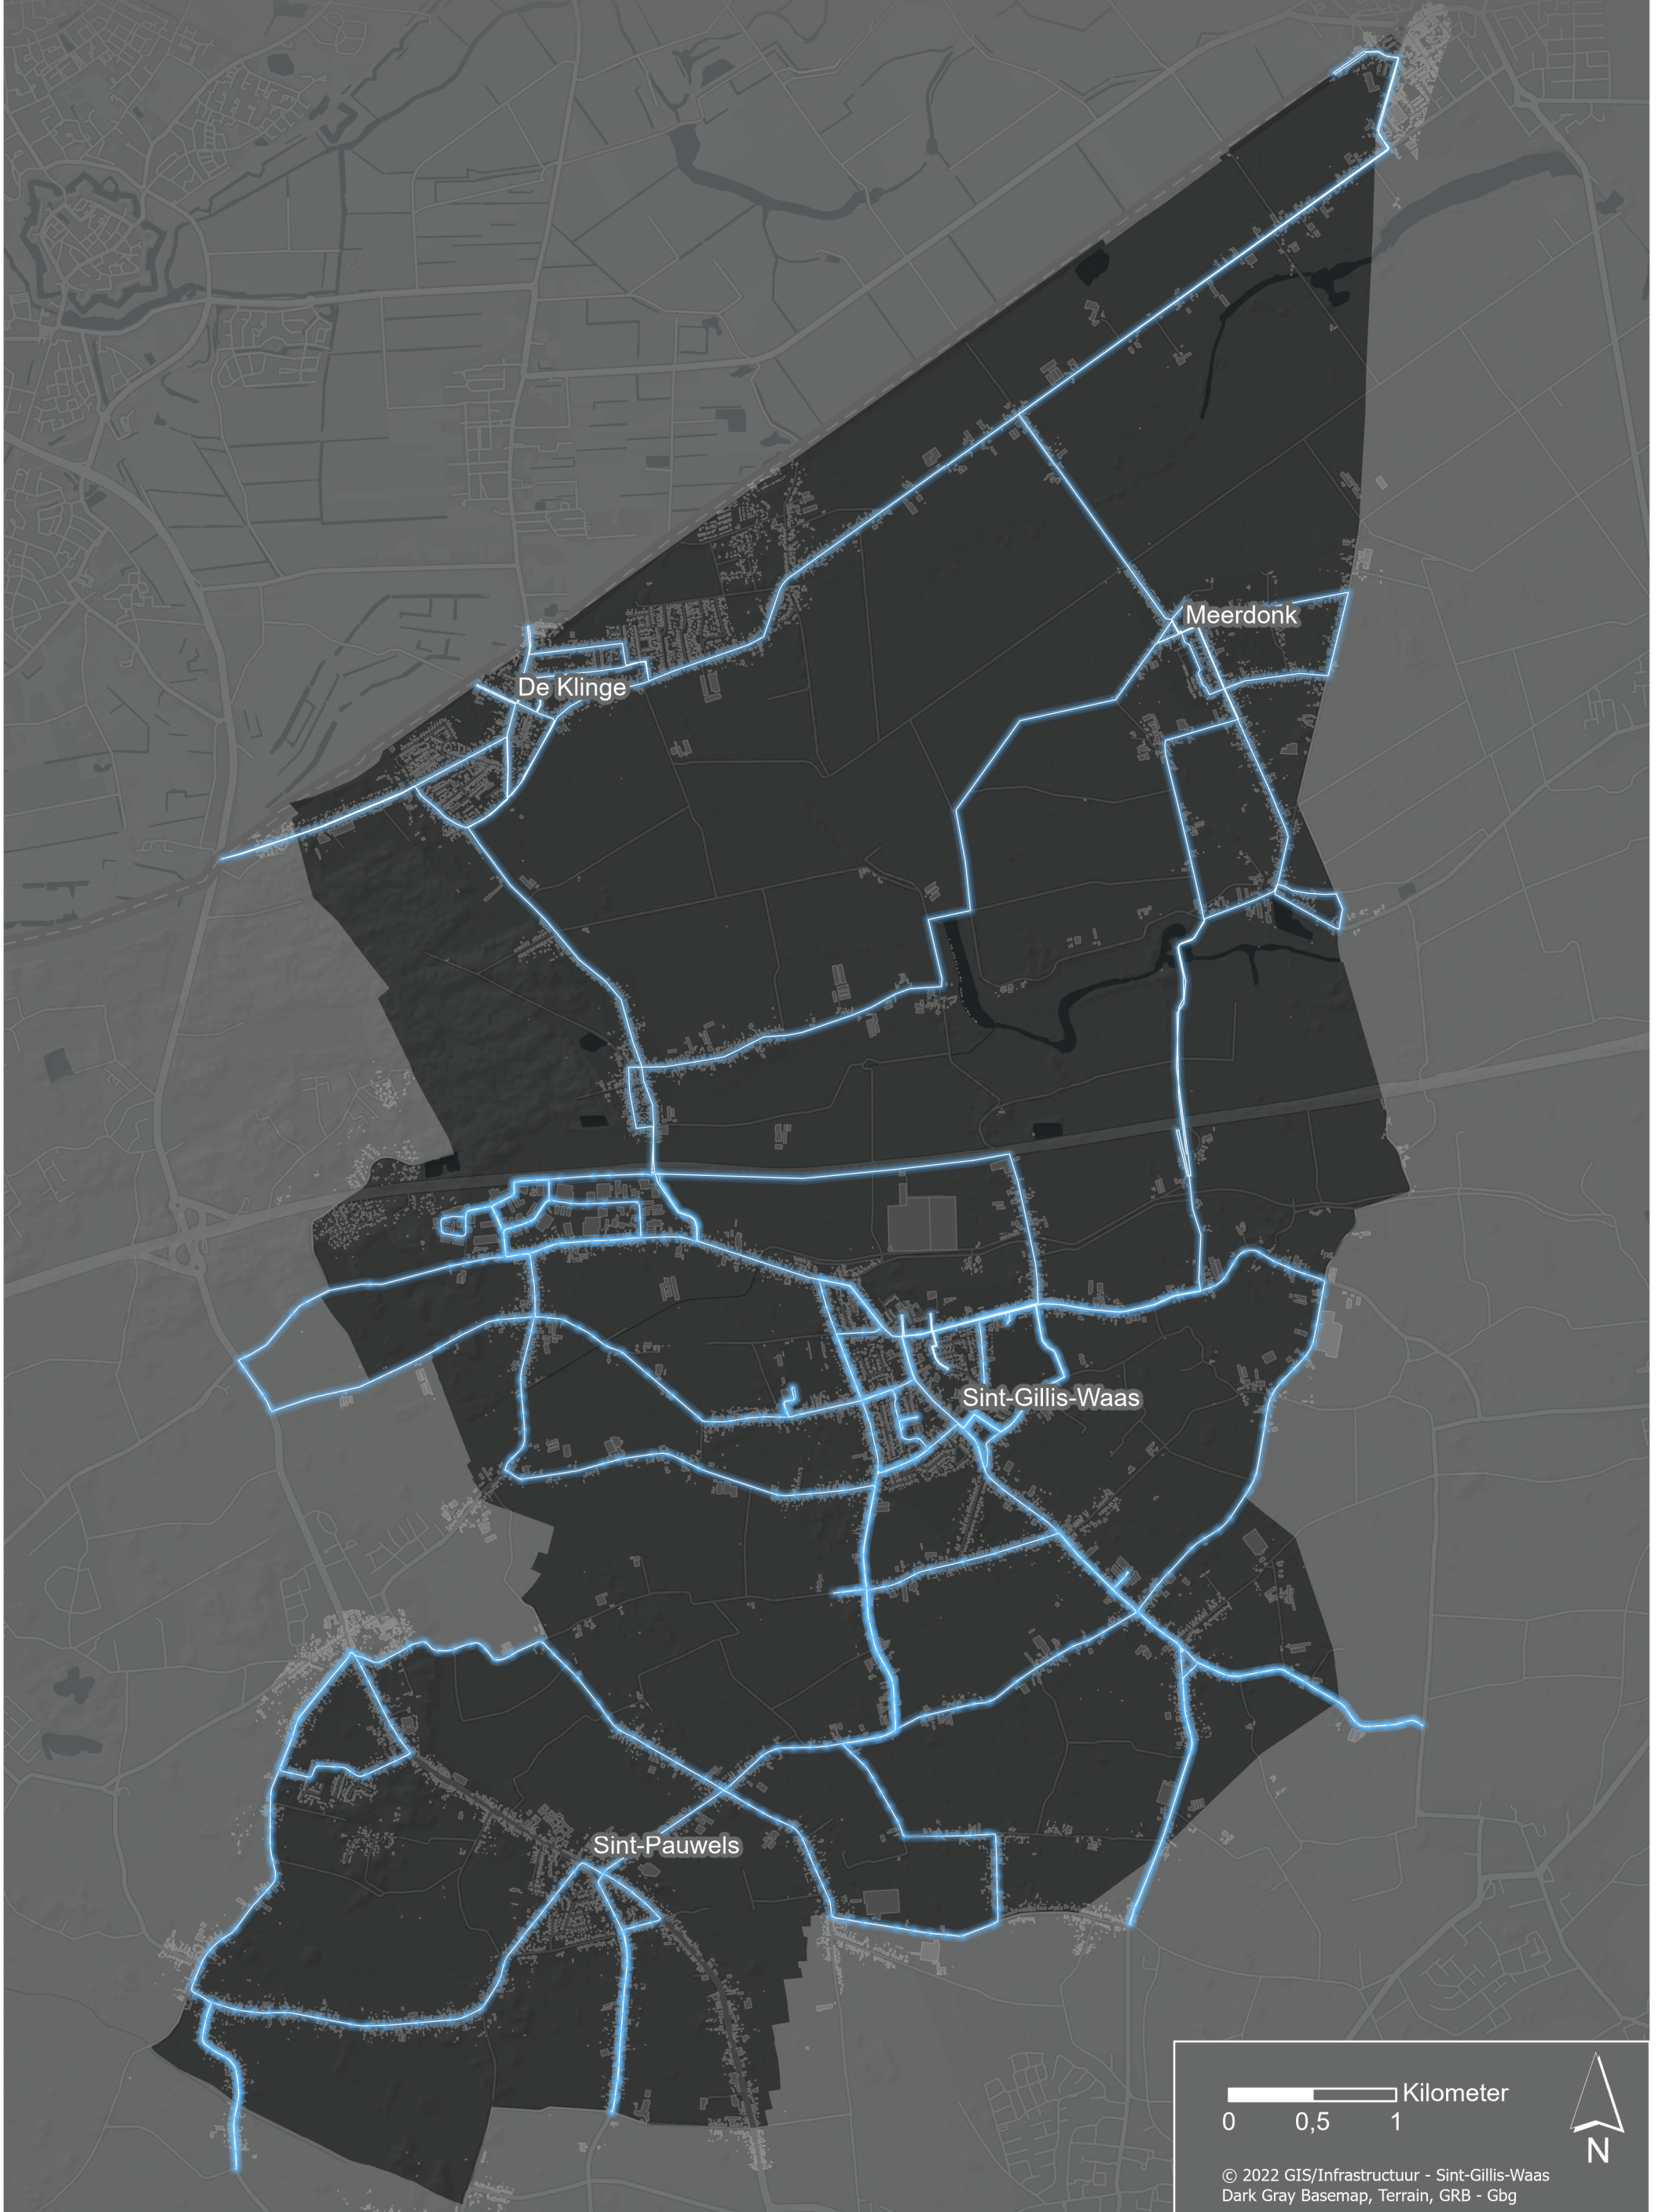 Meerdonk
De Klinge
Sint-Gillis-Waas
Sint-Pauwels
Kilometer
0 0,5 1
N
© 2022 GIS/Infrastructuur - Sint-Gillis-Waas
Dark Gray Basemap, Terrain, GRB - Gbg